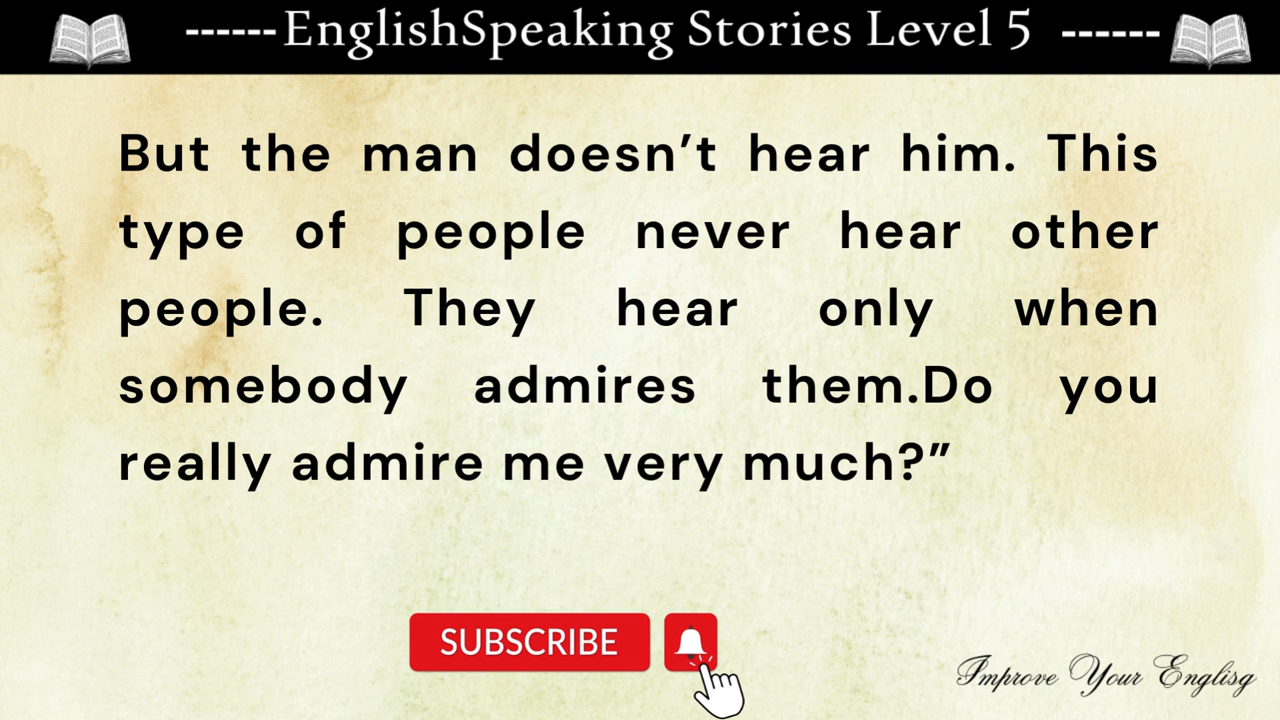 ------EnglishSpeaking Stories Level 5 ------
But the man doesn’t hear him. This
type of people never hear other
people. They hear only when
somebody admires them.Do you
really admire me very much?”
SUBSCRIBE
Improve Your Englisg